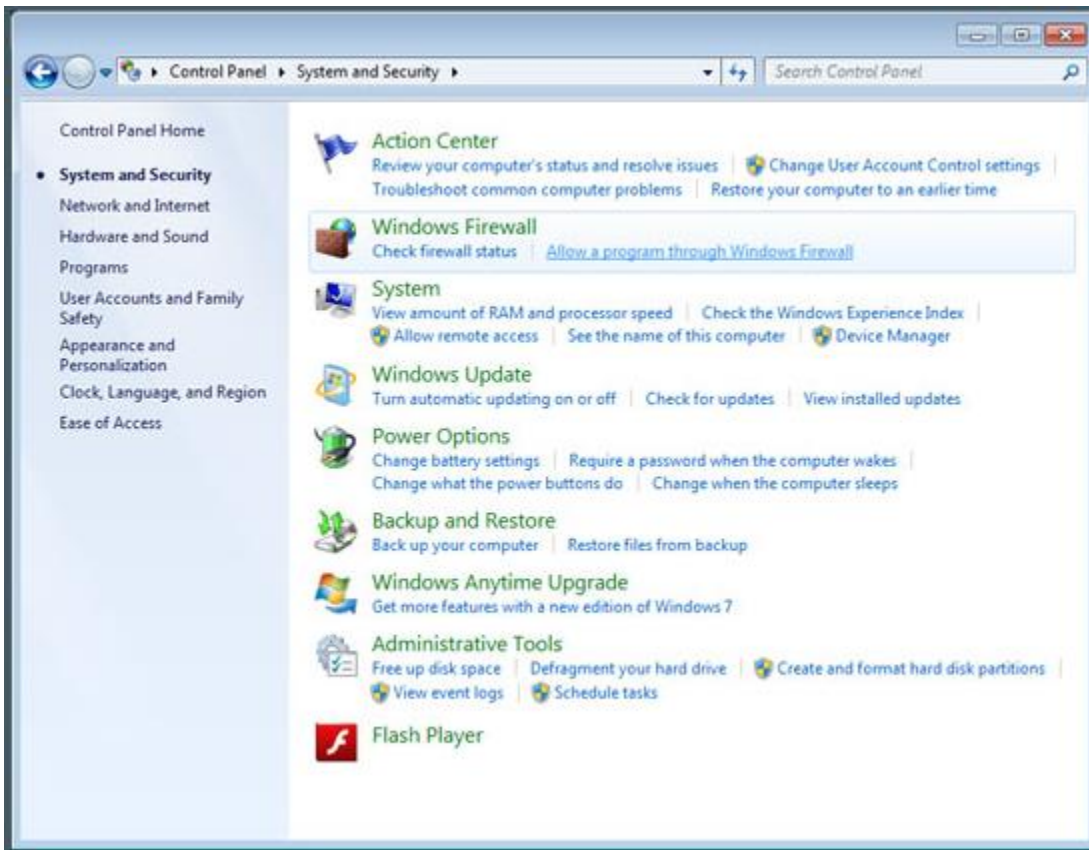 Control Panel ▸ System and Security ▸
Search Control Panel
Control Panel Home
System and Security
Network and Internet
Hardware and Sound
Programs
User Accounts and Family
Safety
Appearance and
Personalization
Clock, Language, and Region
Ease of Access
Action Center
Review your computer's status and resolve issues | Change User Account Control settings |
Troubleshoot common computer problems | Restore your computer to an earlier time
Windows Firewall
Check firewall status | Allow a program through Windows Firewall
System
View amount of RAM and processor speed | Check the Windows Experience Index |
Allow remote access | See the name of this computer | Device Manager
Windows Update
Turn automatic updating on or off | Check for updates | View installed updates
Power Options
Change battery settings | Require a password when the computer wakes |
Change what the power buttons do | Change when the computer sleeps
Backup and Restore
Back up your computer | Restore files from backup
Windows Anytime Upgrade
Get more features with a new edition of Windows 7
Administrative Tools
Free up disk space | Defragment your hard drive | Create and format hard disk partitions |
View event logs | Schedule tasks
Flash Player